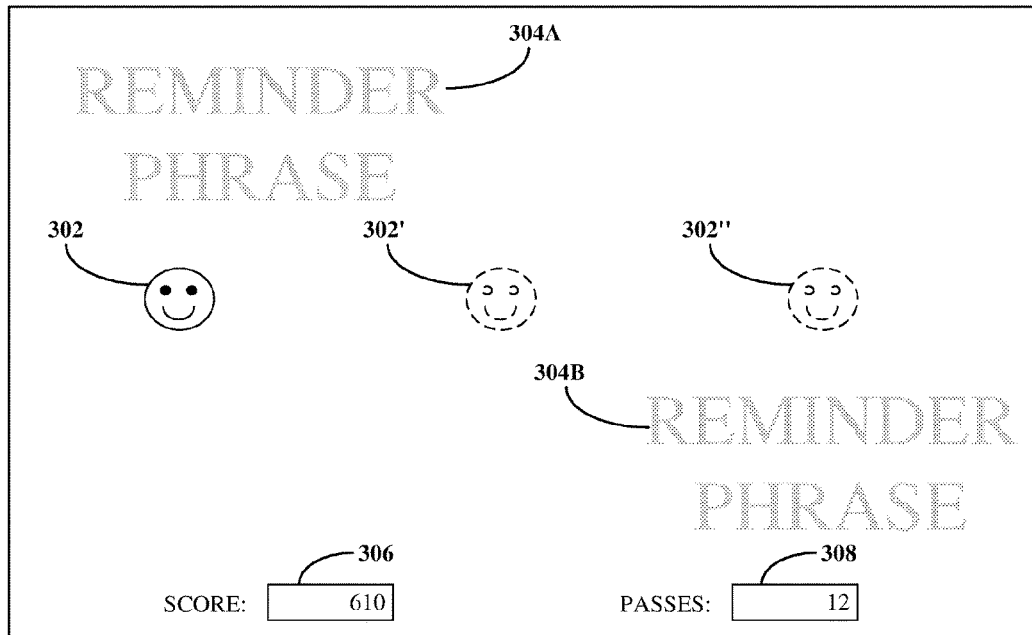 304A
REMINDER
PHRASE
302 302' 302"
304B
REMINDER
PHRASE
306 308
SCORE: 610 PASSES: 12